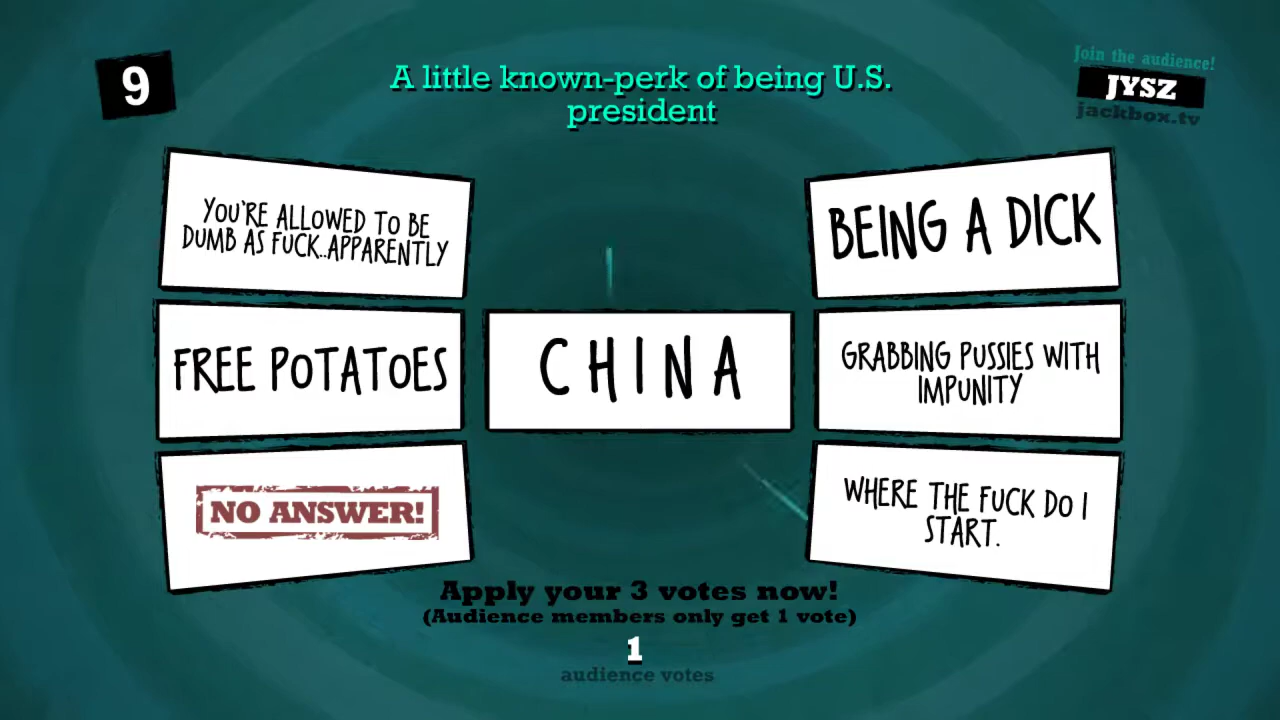 9
A little known-perk of being U.S.
president
Join the audience!
JYSZ
jackbox.tv
YOU'RE ALLOWED TO BE
DUMB AS FUCK..APPARENTLY
BEING A DICK
FREE POTATOES
CHINA
GRABBING PUSSIES WITH
IMPUNITY
NO ANSWER!
WHERE THE FUCK DO I
START.
Apply your 3 votes now!
(Audience members only get 1 vote)
1
audience votes